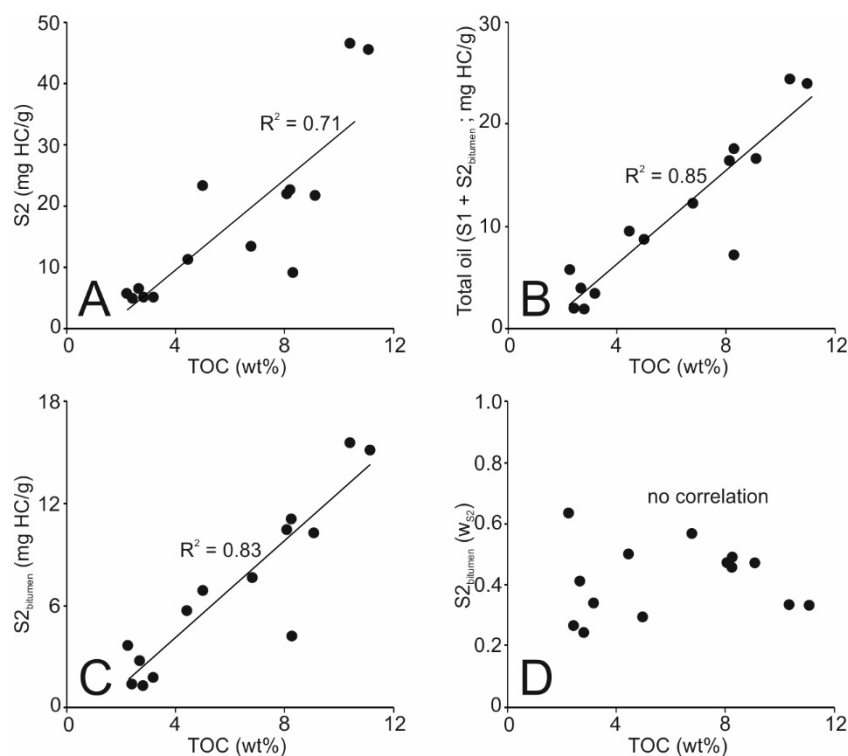 50
40
30
20
10
0
S2 (mg HC/g)
R² = 0.71
A
0 4 8 12
TOC (wt%)
30
20
10
0
Total oil (S1 + S2bitumen ; mg HC/g)
R² = 0.85
B
0 4 8 12
TOC (wt%)
18
12
6
0
S2bitumen (mg HC/g)
R² = 0.83
C
0 4 8 12
TOC (wt%)
1.0
0.8
0.6
0.4
0.2
0
S2bitumen (wS2)
no correlation
D
0 4 8 12
TOC (wt%)